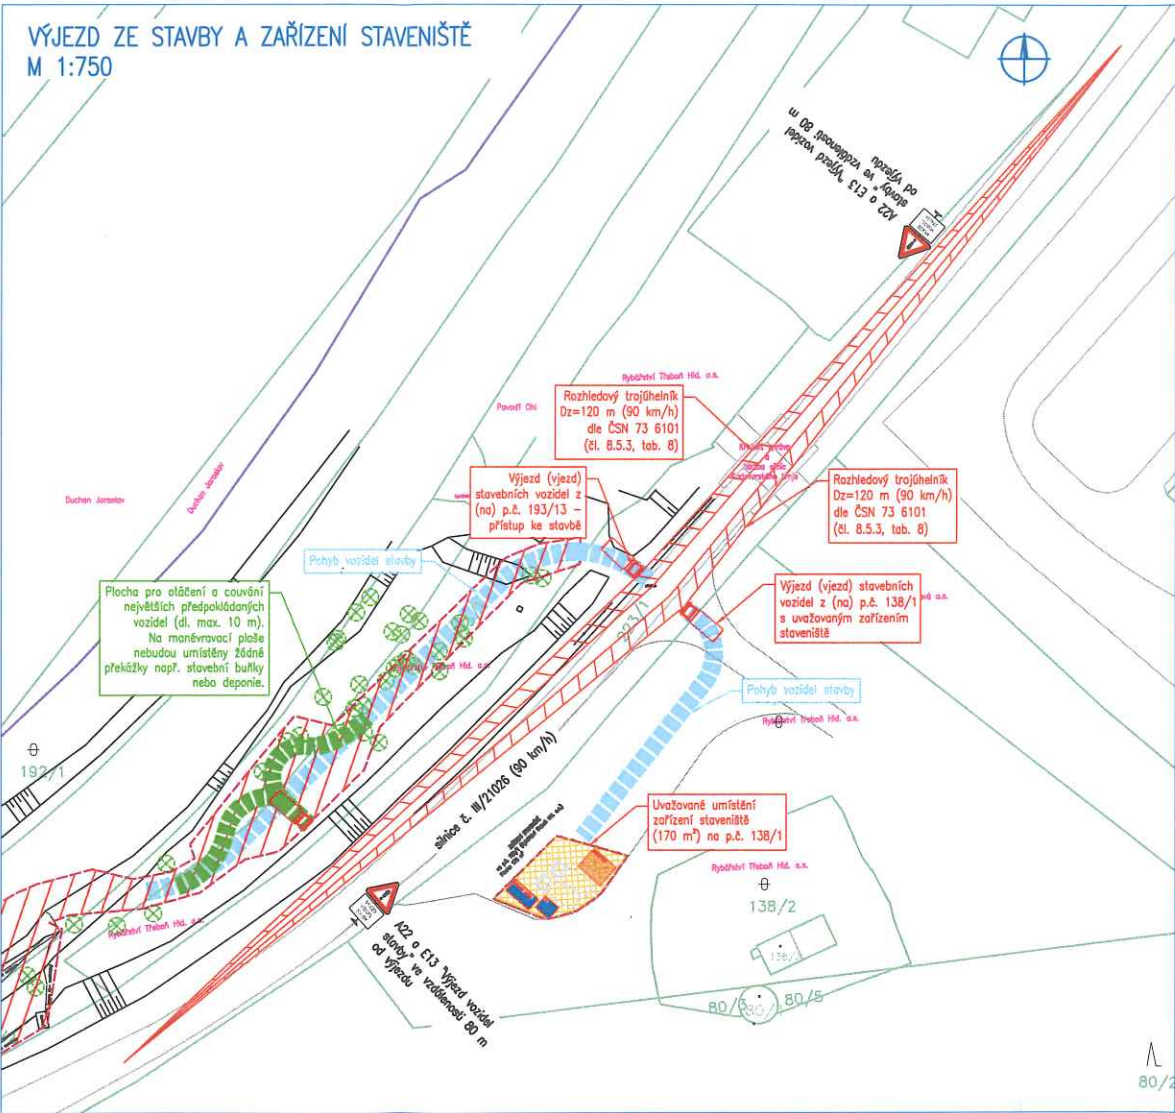 VÝJEZD ZE STAVBY A ZAŘÍZENÍ STAVENIŠTĚ
M 1:750
A22 a E13 "Výjezd vozidel
stavby" ve vzdálenosti 80 m
od výjezdu
Rybářství Třeboň Hld. a.s.
Povodí Ohř
Rozhledový trojúhelník
Dz=120 m (90 km/h)
dle ČSN 73 6101
(čl. 8.5.3, tab. 8)
Duchan Jaroslav
Duchan Jaroslav
Výjezd (vjezd)
stavebních vozidel z
(na) p.č. 193/13 –
přístup ke stavbě
Rozhledový trojúhelník
Dz=120 m (90 km/h)
dle ČSN 73 6101
(čl. 8.5.3, tab. 8)
Pohyb vozidel stavby
Plocha pro otáčení a couvání
největších předpokládaných
vozidel (dl. max. 10 m).
Na manévrovací ploše
nebudou umístěny žádné
překážky např. stavební buňky
nebo deponie.
Výjezd (vjezd) stavebních
vozidel z (na) p.č. 138/1
s uvažovaným zařízením
staveniště
223/1
Třeboň Hld. a.s.
Pohyb vozidel stavby
Rybářství Třeboň Hld. a.s.
192/1
silnice č. III/21026 (90 km/h)
Uvažované umístění
zařízení staveniště
(170 m²) na p.č. 138/1
Rybářství Třeboň Hld. a.s.
138/2
Rybářství Třeboň Hld. a.s.
A22 a E13 "Výjezd vozidel
stavby" ve vzdálenosti 80 m
od výjezdu
80/3
80/5
80/2